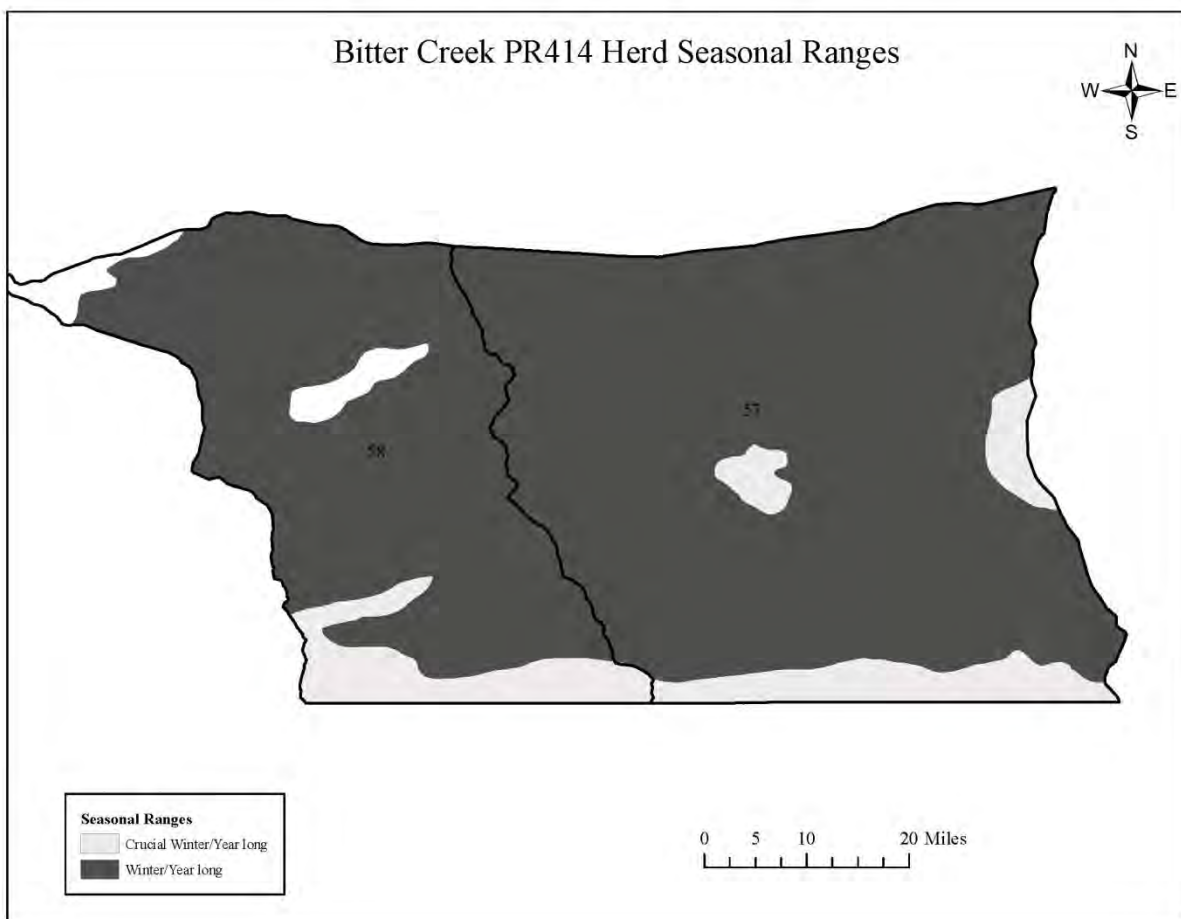 Bitter Creek PR414 Herd Seasonal Ranges
N
W E
S
57
58
Seasonal Ranges
Crucial Winter/Year long
Winter/Year long
0 5 10 20 Miles